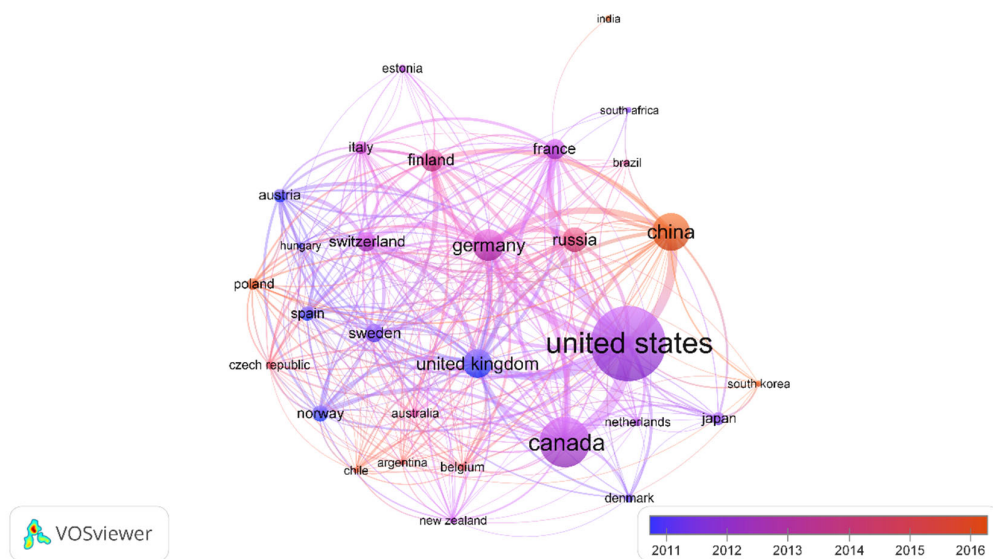 india
estonia
south africa
italy
finland
france
brazil
austria
china
hungary
switzerland
germany
russia
poland
spain
sweden
united states
czech republic
united kingdom
south korea
norway
australia
netherlands
japan
canada
chile
argentina
belgium
denmark
new zealand
VOSviewer
2011 2012 2013 2014 2015 2016